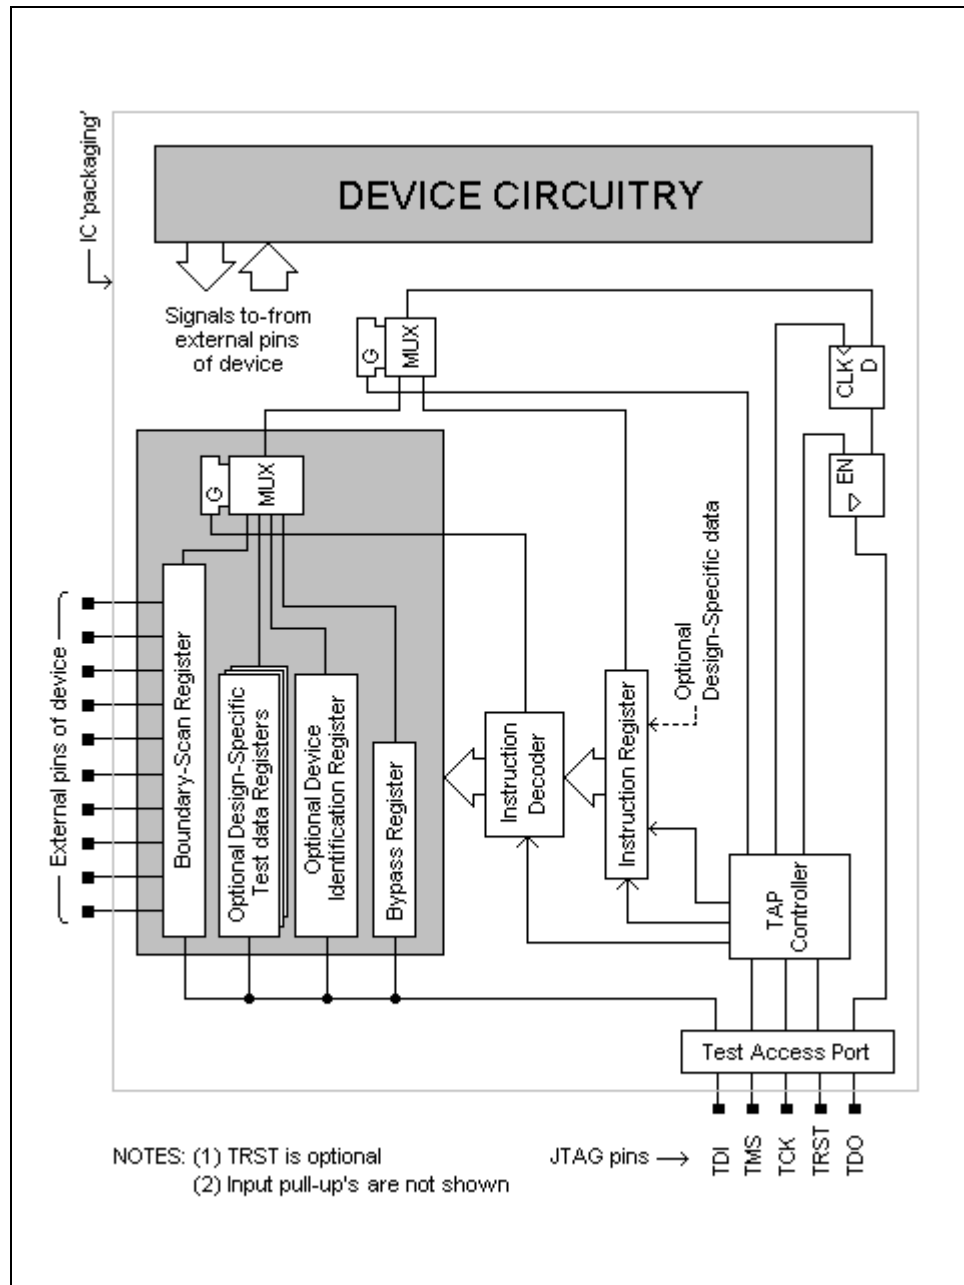 IC 'packaging'
DEVICE CIRCUITRY
Signals to-from
external pins
of device
G
MUX
CLK
D
EN
G
MUX
External pins of device
Boundary-Scan Register
Optional Design-Specific
Test data Registers
Optional Device
Identification Register
Bypass Register
Instruction
Decoder
Instruction Register
Optional
Design-Specific data
TAP
Controller
Test Access Port
JTAG pins
TDI
TMS
TCK
TRST
TDO
NOTES: (1) TRST is optional
(2) Input pull-up's are not shown